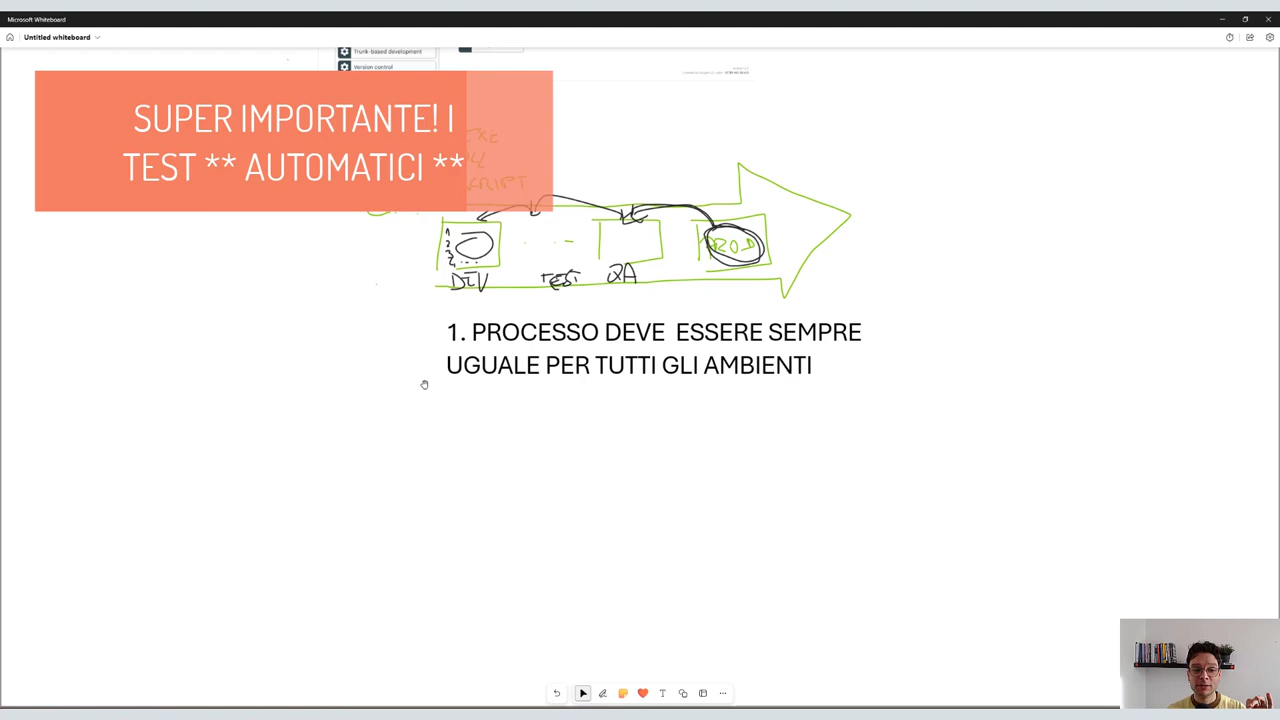 Microsoft Whiteboard
Untitled whiteboard
Trunk-based development
Version control
SUPER IMPORTANTE! I
TEST ** AUTOMATICI **
CRIPT
PROD
DEV
TEST
QA
1. PROCESSO DEVE ESSERE SEMPRE
UGUALE PER TUTTI GLI AMBIENTI